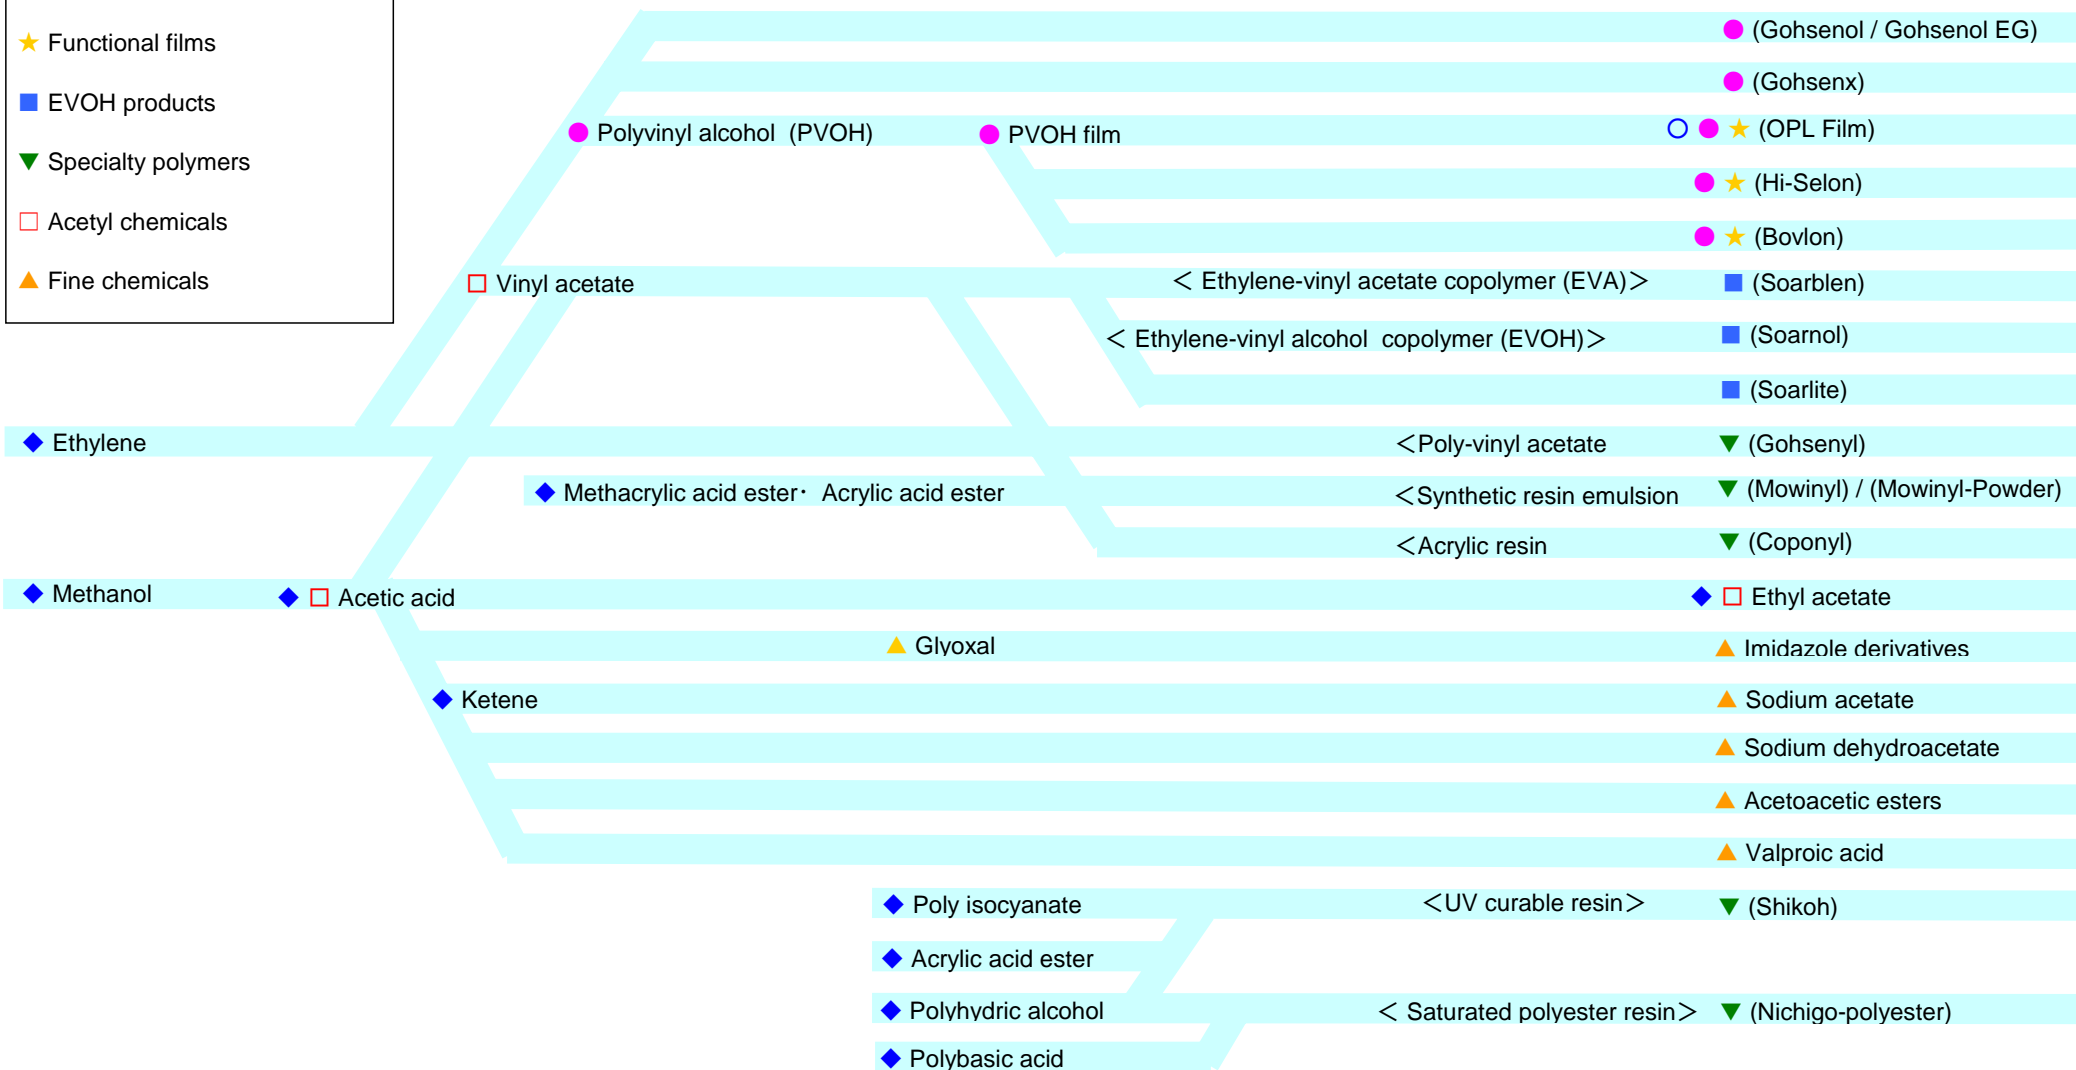 (Gohsenol / Gohsenol EG)
Functional films
(Gohsenx)
EVOH products
Polyvinyl alcohol (PVOH)
PVOH film
(OPL Film)
Specialty polymers
(Hi-Selon)
Acetyl chemicals
(Bovlon)
Fine chemicals
Vinyl acetate
< Ethylene-vinyl acetate copolymer (EVA)>
(Soarblen)
< Ethylene-vinyl alcohol copolymer (EVOH)>
(Soarnol)
(Soarlite)
Ethylene
<Poly-vinyl acetate
(Gohsenyl)
Methacrylic acid ester・ Acrylic acid ester
<Synthetic resin emulsion
(Mowinyl) / (Mowinyl-Powder)
<Acrylic resin
(Coponyl)
Methanol
Acetic acid
Ethyl acetate
Glyoxal
Imidazole derivatives
Ketene
Sodium acetate
Sodium dehydroacetate
Acetoacetic esters
Valproic acid
Poly isocyanate
<UV curable resin>
(Shikoh)
Acrylic acid ester
Polyhydric alcohol
< Saturated polyester resin>
(Nichigo-polyester)
Polybasic acid